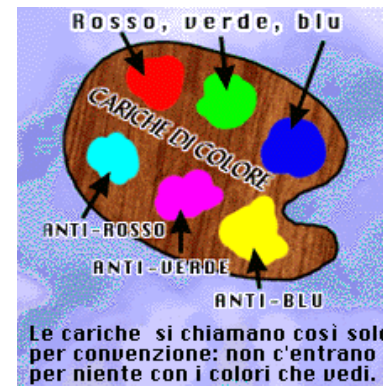 Rosso, verde, blu
CARICHE DI COLORE
ANTI-ROSSO
ANTI-VERDE
ANTI-BLU
Le cariche si chiamano così solo
per convenzione: non c'entrano
per niente con i colori che vedi.